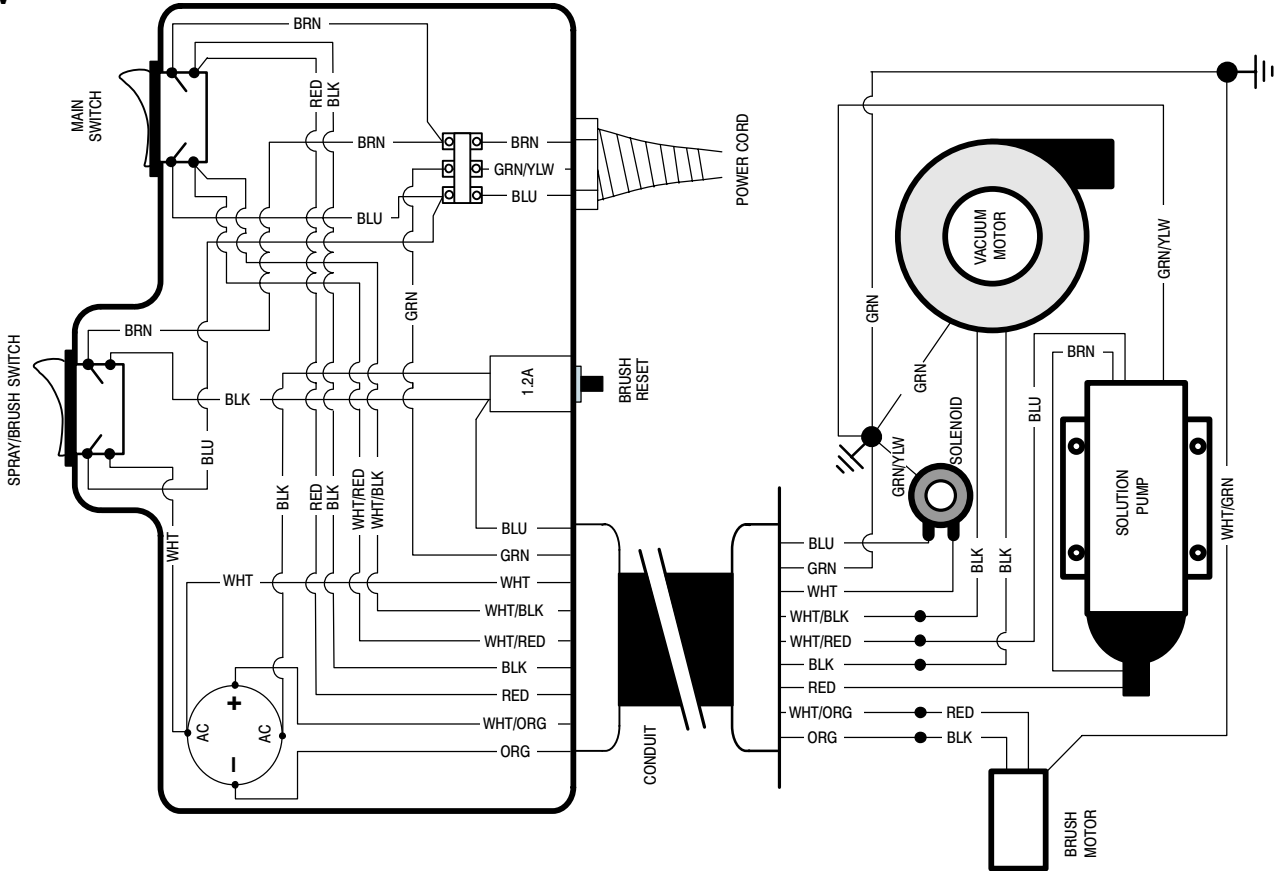 BRN
RED
BLK
MAIN
SWITCH
BRN
BRN
GRN/YLW
BLU
BLU
POWER CORD
SPRAY/BRUSH SWITCH
BRN
GRN
BLK
BLU
1.2A
BRUSH
RESET
BLK
RED
BLK
WHT/RED
WHT/BLK
WHT
WHT
BLU
GRN
WHT
WHT/BLK
WHT/RED
BLK
RED
WHT/ORG
ORG
AC
+
AC
–
CONDUIT
VACUUM
MOTOR
GRN/YLW
GRN
GRN
BRN
BLU
SOLENOID
GRN/YLW
SOLUTION
PUMP
WHT/GRN
BLK
BLK
BLU
GRN
WHT
WHT/BLK
WHT/RED
BLK
RED
WHT/ORG
RED
ORG
BLK
BRUSH
MOTOR